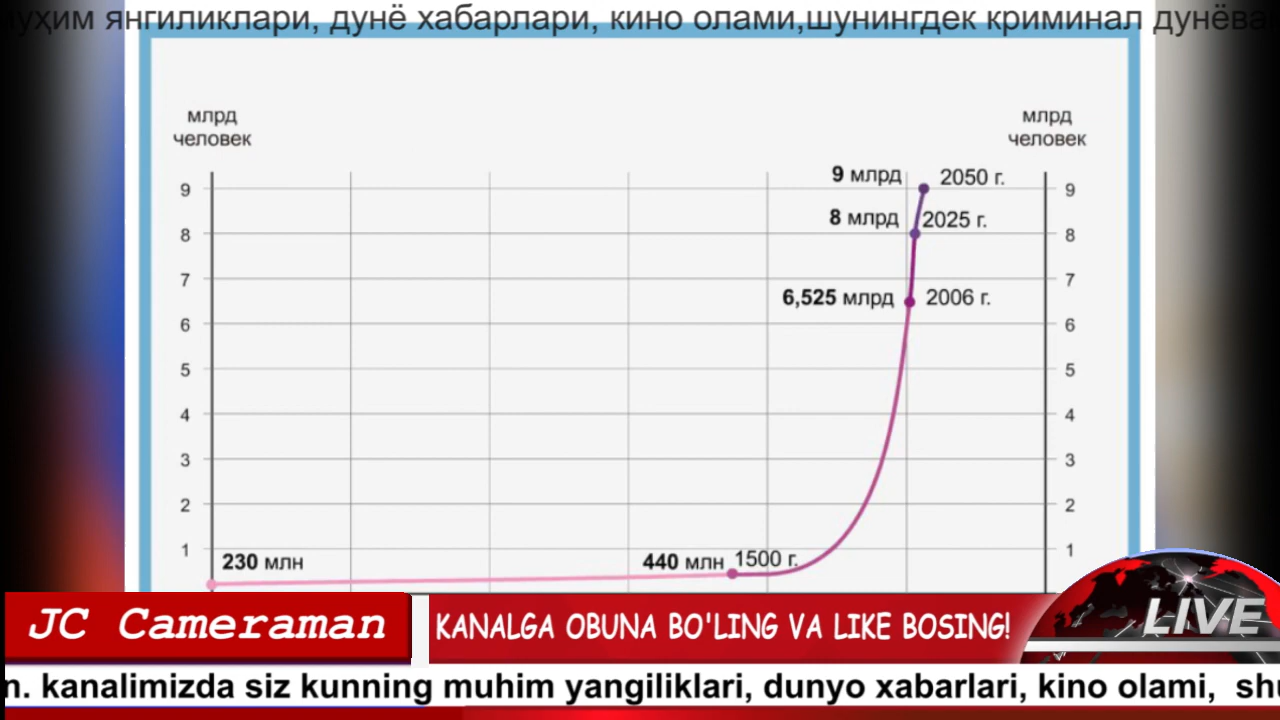 янгиликлари, дунё хабарлари, кино олами,шунингдек криминал
млрд
человек
млрд
человек
9 млрд 2050 г.
9
9
8 млрд 2025 г.
8
8
7
7
6,525 млрд 2006 г.
6
6
5
5
4
4
3
3
2
2
1
1
230 млн
440 млн 1500 г.
JC Cameraman
KANALGA OBUNA BO'LING VA LIKE BOSING!
LIVE
kanalimizda siz kunning muhim yangiliklari, dunyo xabarlari, kino olami,